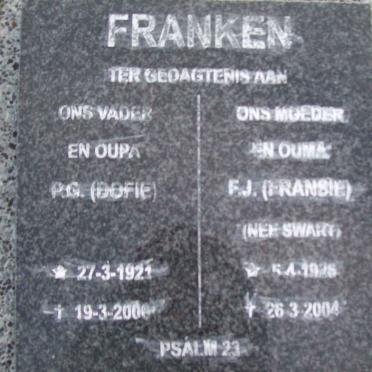 FRANKEN
TER GEDAGTENIS AAN
ONS VADER
EN OUPA
P.G. (DOFIE)
★ 27-3-1921
† 19-3-2000
ONS MOEDER
EN OUMA
F.J. (FRANSIE)
(NEE SWART)
★ 5-4-1926
† 26-3-2004
PSALM 23